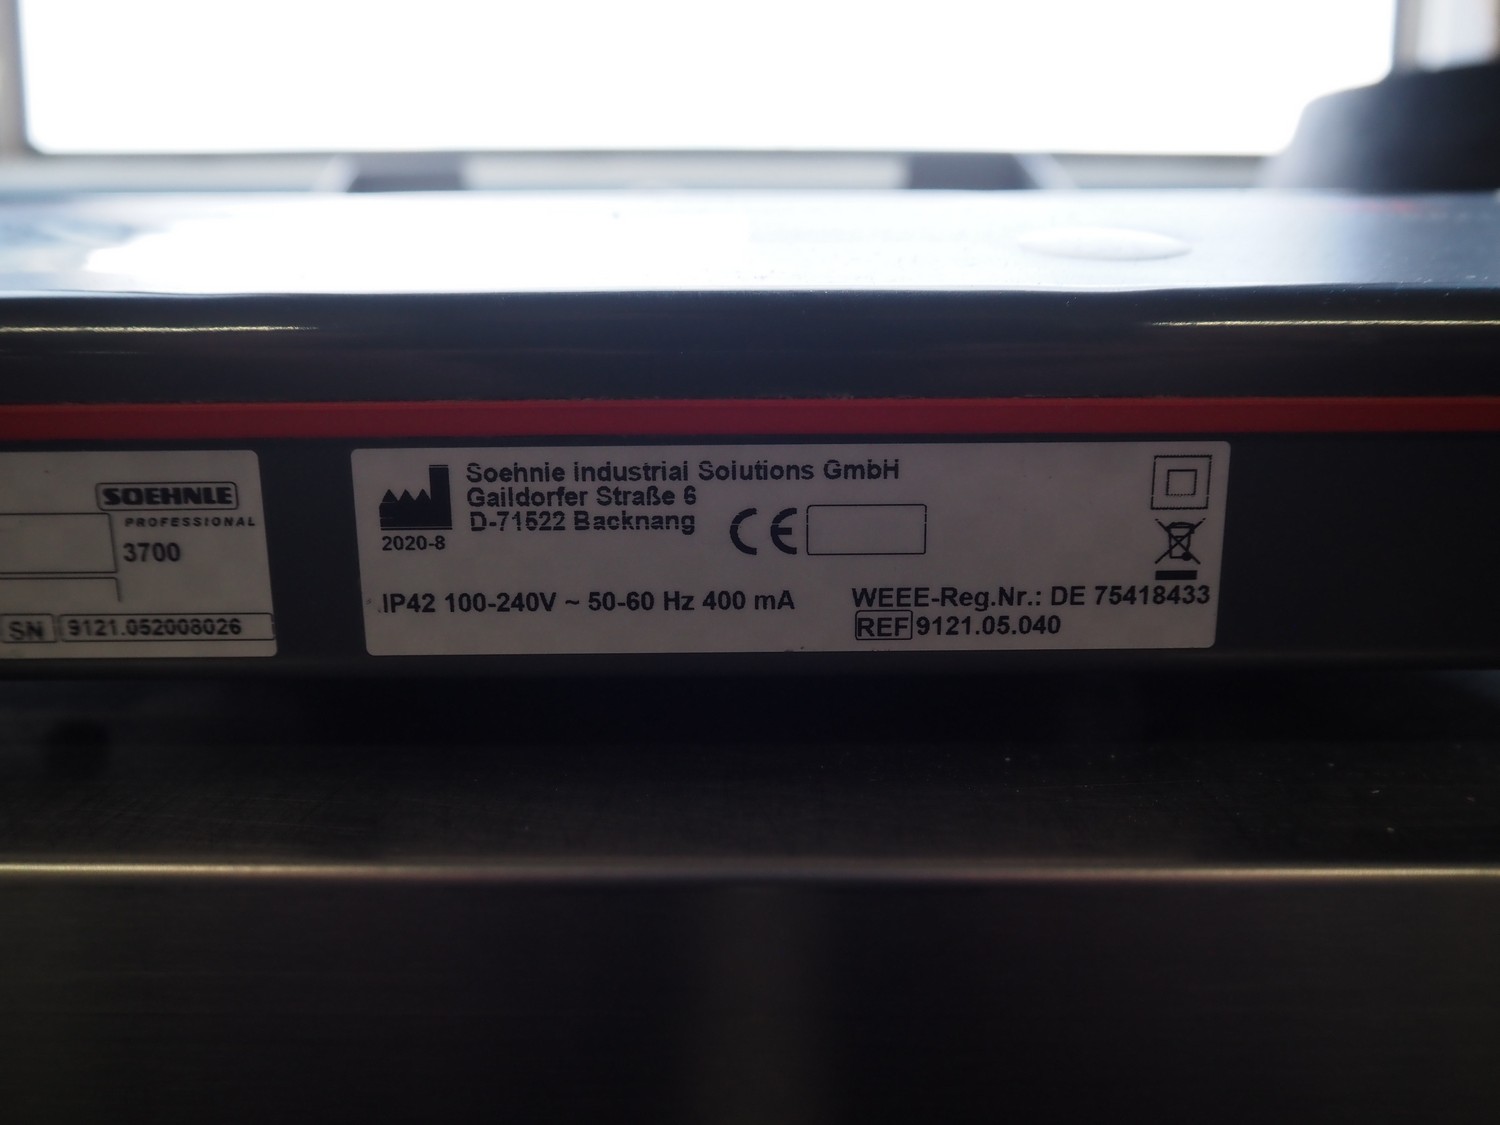 SOEHNLE
PROFESSIONAL
3700
SN 9121.052008026
Soehnle Industrial Solutions GmbH
Gaildorfer Straße 6
D-71522 Backnang
2020-8
CE
IP42 100-240V ~ 50-60 Hz 400 mA
WEEE-Reg.Nr.: DE 75418433
REF 9121.05.040